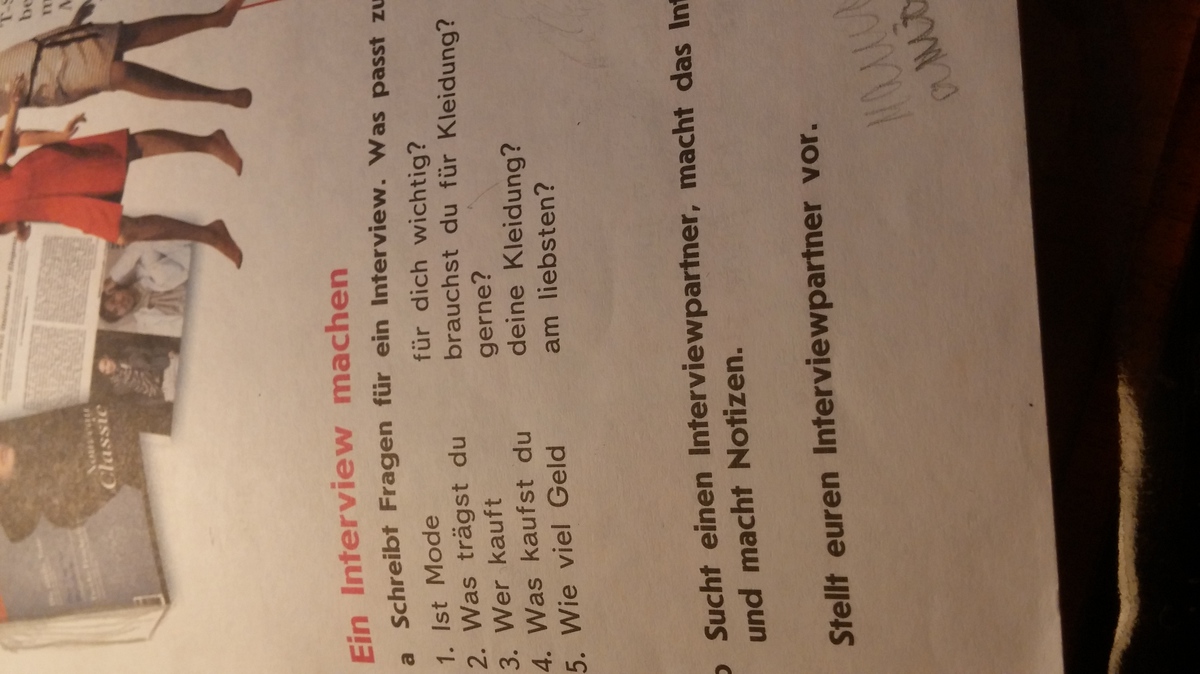 Classic
Ein Interview machen
a Schreibt Fragen für ein Interview. Was passt
1. Ist Mode
2. Was trägst du
3. Wer kauft
4. Was kaufst du
5. Wie viel Geld
für dich wichtig?
brauchst du für Kleidung?
gerne?
deine Kleidung?
am liebsten?
Sucht einen Interviewpartner, macht das
und macht Notizen.
Stellt euren Interviewpartner vor.